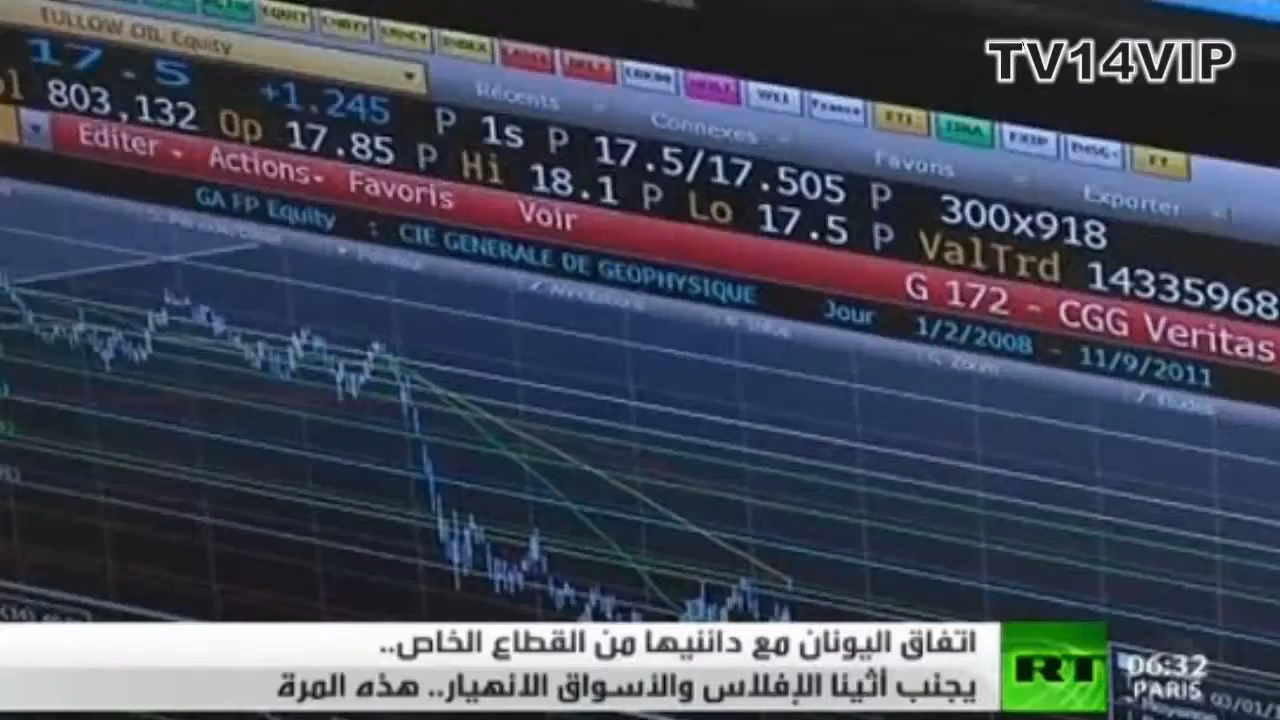 TV14VIP
TULLOW OIL Equity
17.5 +1.245 P 1s P 17.5/17.505 P 300x918
803,132 Op 17.85 P Hi 18.1 P Lo 17.5 P ValTrd 14335968
Récents Connexes Favoris Exporter
Editer Actions Favoris Voir G 172 - CGG Veritas
GA FP Equity : CIE GENERALE DE GEOPHYSIQUE Jour 1/2/2008 - 11/9/2011
اتفاق اليونان مع دائنيها من القطاع الخاص..
يجنب أثينا الإفلاس والأسواق الانهيار.. هذه المرة
RT
06:32
PARIS